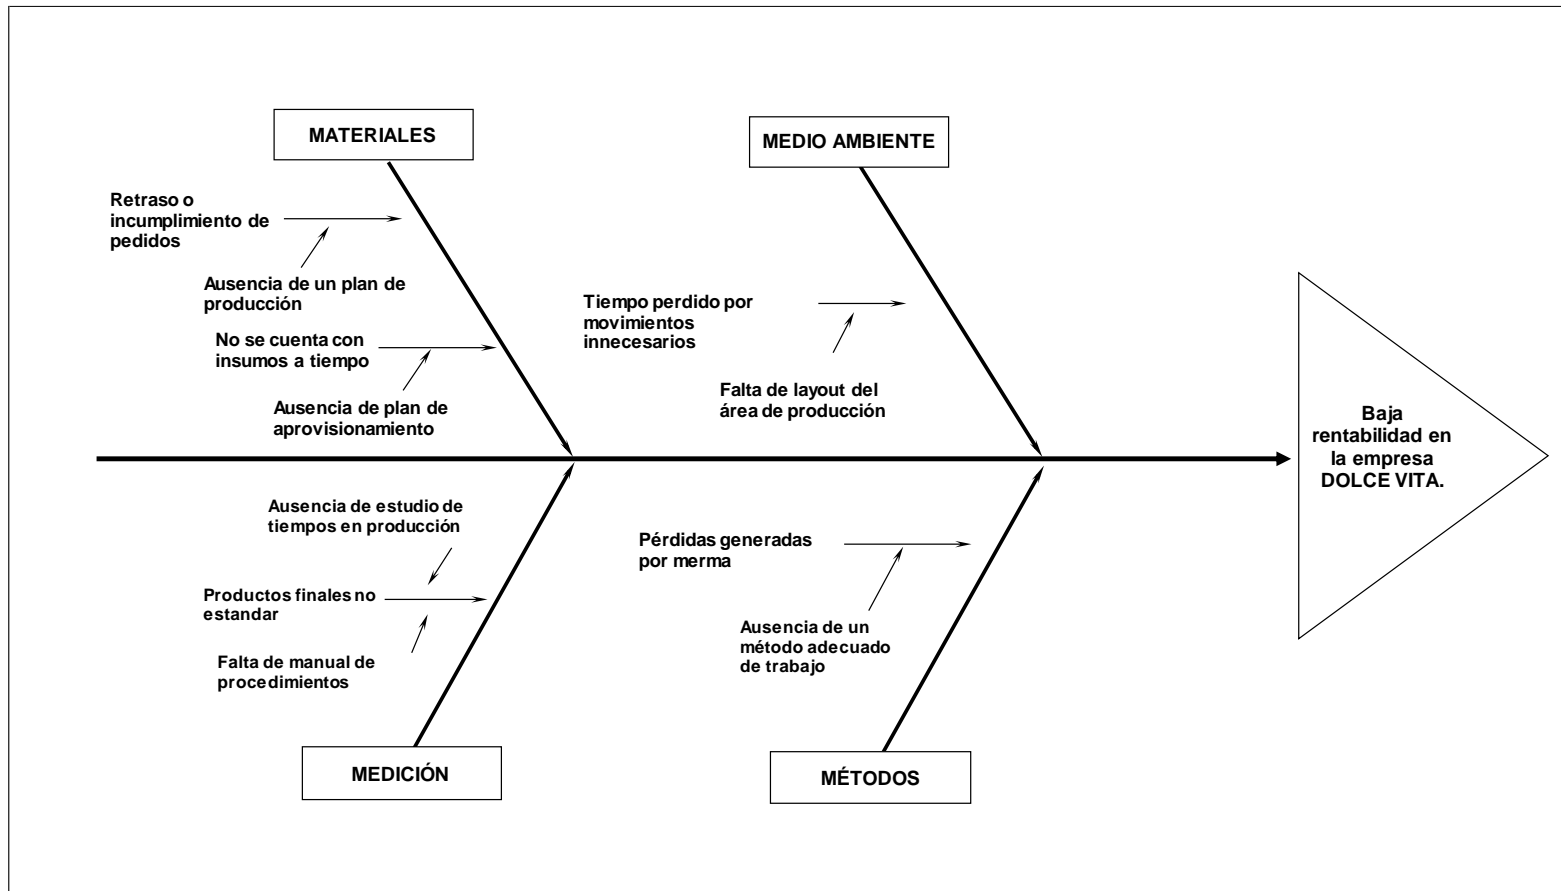 MATERIALES
MEDIO AMBIENTE
Retraso o
incumplimiento de
pedidos
Ausencia de un plan de
producción
No se cuenta con
insumos a tiempo
Ausencia de plan de
aprovisionamiento
Tiempo perdido por
movimientos
innecesarios
Falta de layout del
área de producción
Baja
rentabilidad en
la empresa
DOLCE VITA.
Ausencia de estudio de
tiempos en producción
Productos finales no
estandar
Falta de manual de
procedimientos
Pérdidas generadas
por merma
Ausencia de un
método adecuado
de trabajo
MEDICIÓN
MÉTODOS